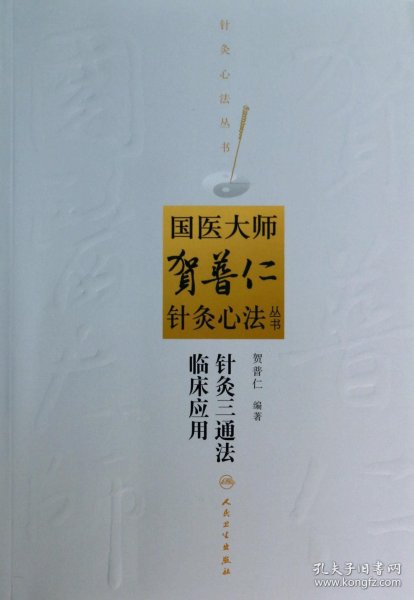 针灸心法丛书
国医大师
贺普仁
针灸心法丛书
贺普仁 编著
针灸三通法
临床应用
人民卫生出版社
孔夫子旧书网
www.kongfz.com